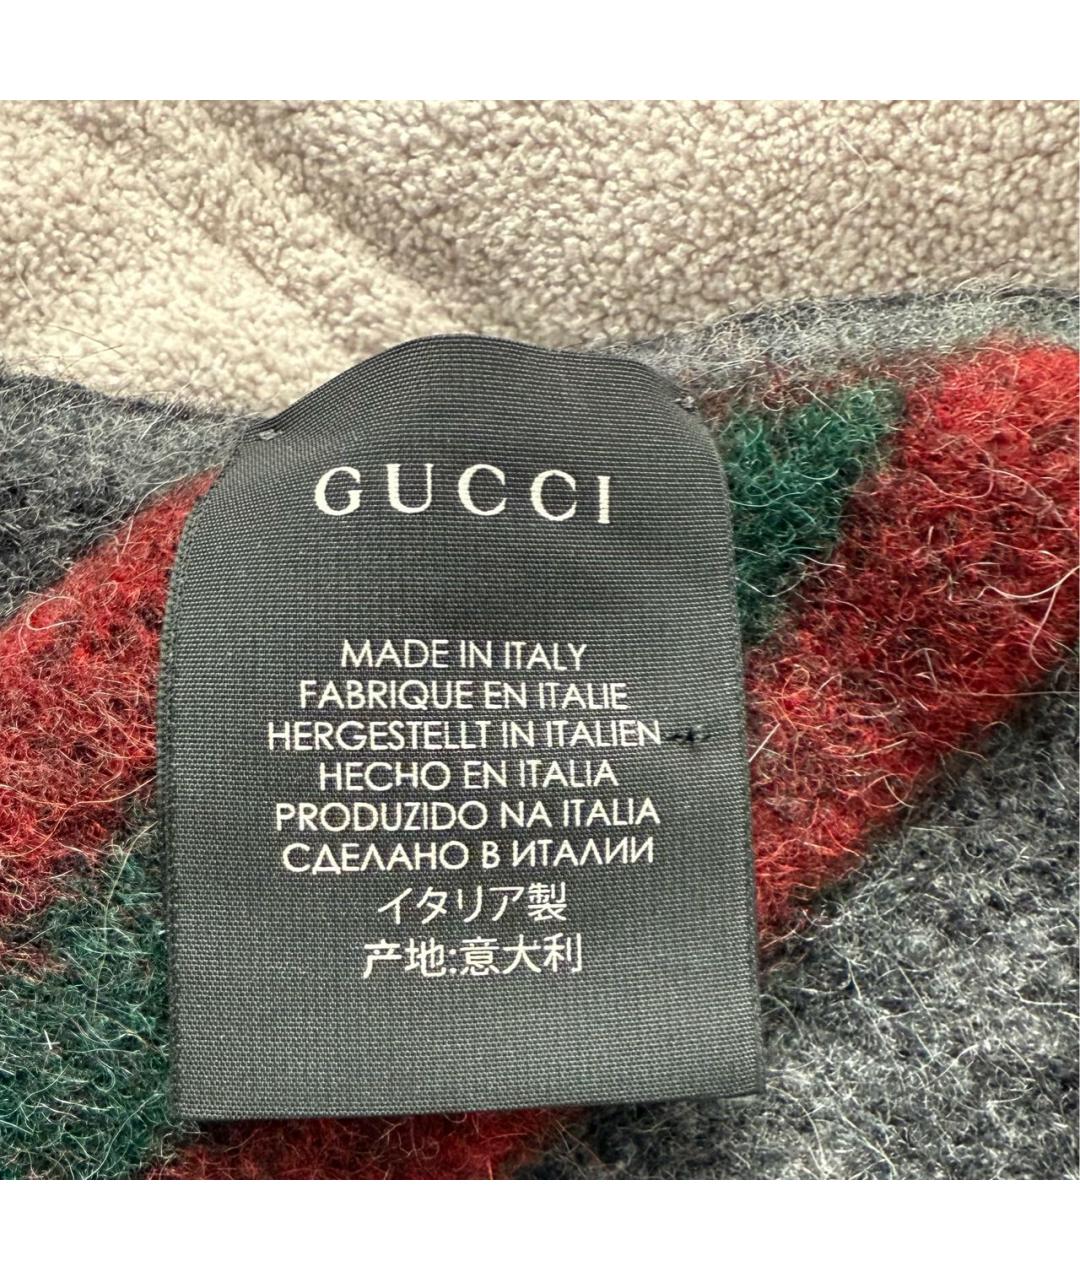 GUCCI
MADE IN ITALY
FABRIQUE EN ITALIE
HERGESTELLT IN ITALIEN
HECHO EN ITALIA
PRODUZIDO NA ITALIA
СДЕЛАНО В ИТАЛИИ
イタリア製
产地:意大利